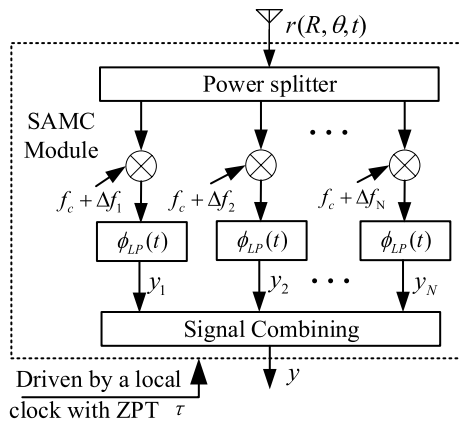 r(R, θ, t)
Power splitter
SAMC
Module
. . .
f_c + Δf_1
f_c + Δf_2
f_c + Δf_N
ϕ_LP(t)
ϕ_LP(t)
ϕ_LP(t)
y_1
y_2
. . .
y_N
Signal Combining
Driven by a local
clock with ZPT τ
y